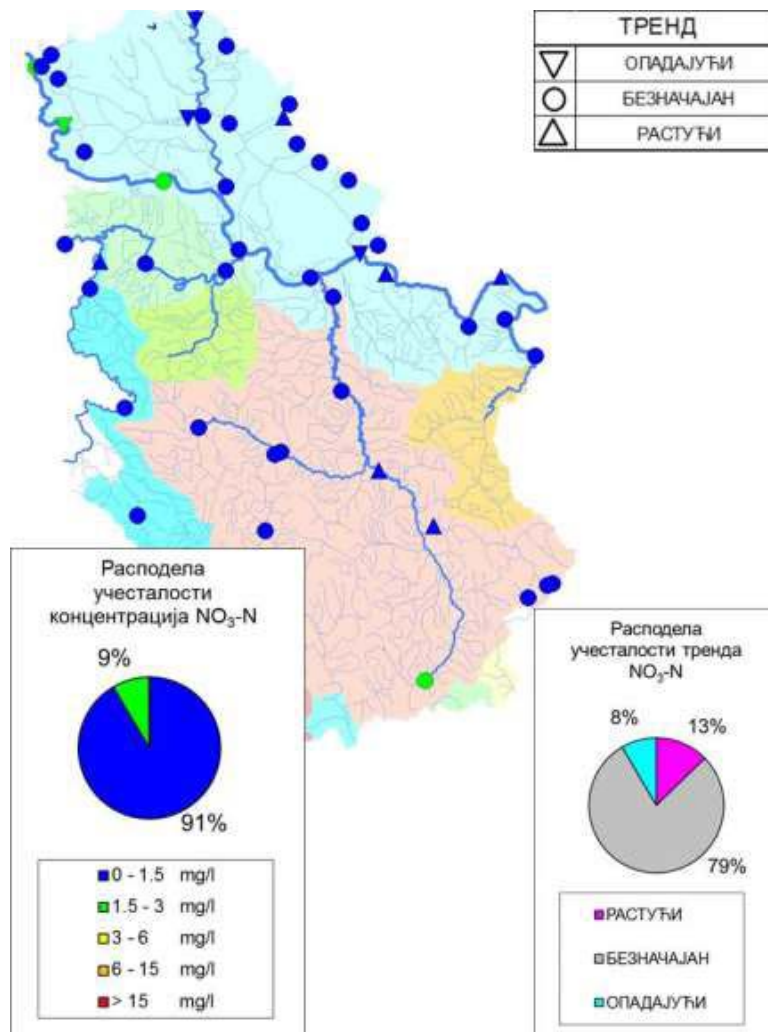 ТРЕНД
ОПАДАЈУЋИ
БЕЗНАЧАЈАН
РАСТУЋИ
Расподела
учесталости
концентрација NO₃-N
9%
91%
0 - 1.5 mg/l
1.5 - 3 mg/l
3 - 6 mg/l
6 - 15 mg/l
> 15 mg/l
Расподела
учесталости тренда
NO₃-N
8%
13%
79%
РАСТУЋИ
БЕЗНАЧАЈАН
ОПАДАЈУЋИ